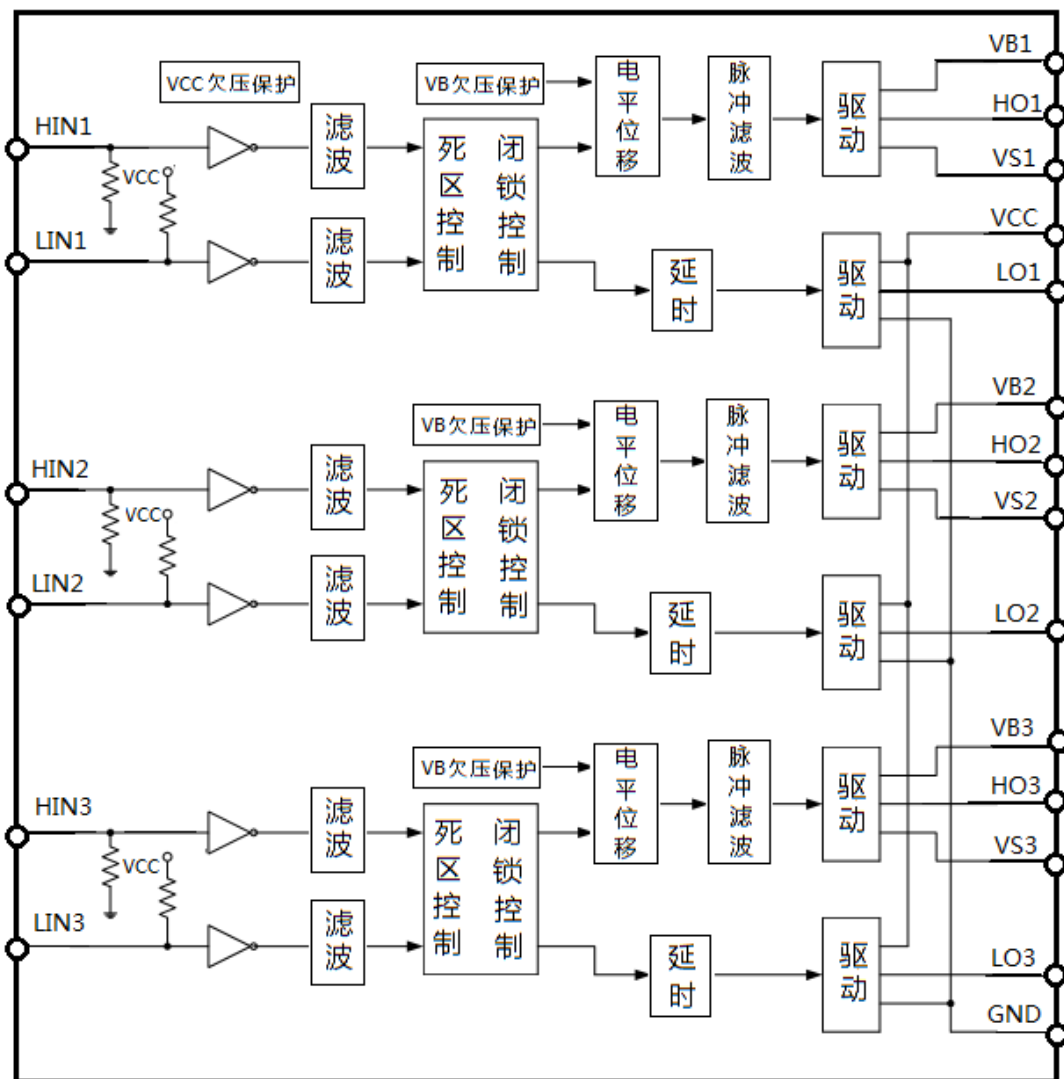 VB1
VCC欠压保护
VB欠压保护
电平位移
脉冲滤波
驱动
HIN1
滤波
死区控制
闭锁控制
HO1
VCC
VS1
LIN1
滤波
延时
驱动
VCC
LO1
VB欠压保护
电平位移
脉冲滤波
驱动
VB2
HIN2
滤波
死区控制
闭锁控制
HO2
VCC
VS2
LIN2
滤波
延时
驱动
LO2
VB欠压保护
电平位移
脉冲滤波
驱动
VB3
HIN3
滤波
死区控制
闭锁控制
HO3
VCC
VS3
LIN3
滤波
延时
驱动
LO3
GND